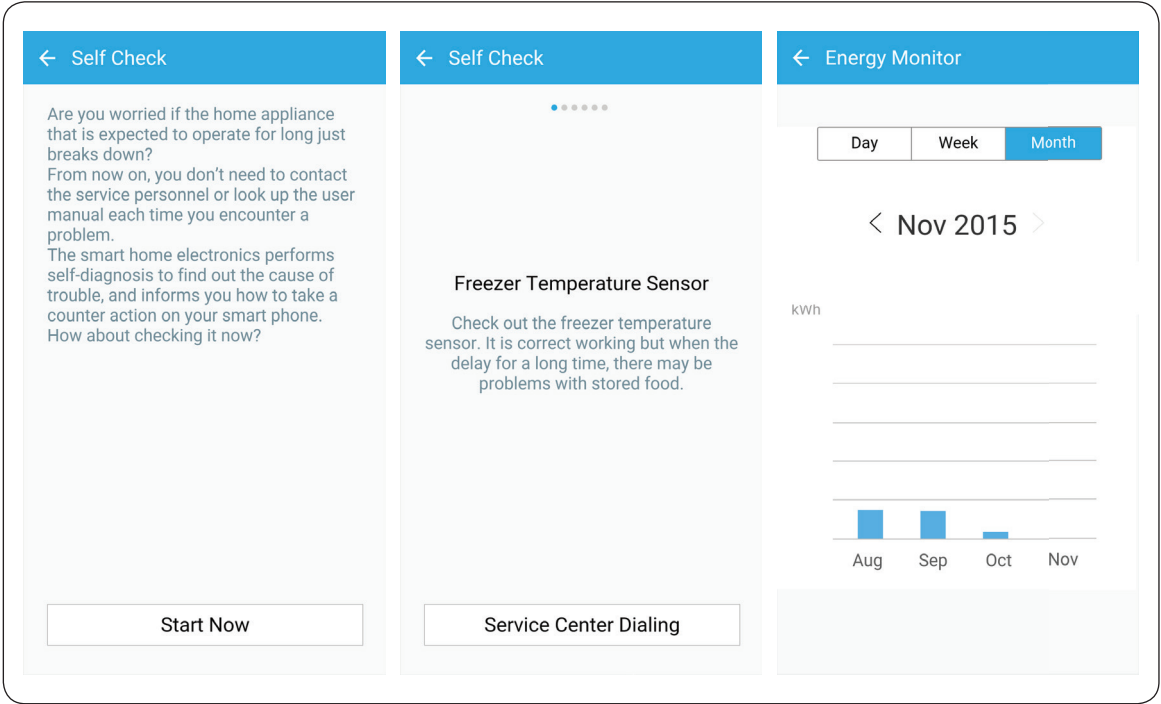 Self Check
Are you worried if the home appliance
that is expected to operate for long just
breaks down?
From now on, you don't need to contact
the service personnel or look up the user
manual each time you encounter a
problem.
The smart home electronics performs
self-diagnosis to find out the cause of
trouble, and informs you how to take a
counter action on your smart phone.
How about checking it now?
Start Now
Self Check
Freezer Temperature Sensor
Check out the freezer temperature
sensor. It is correct working but when the
delay for a long time, there may be
problems with stored food.
Service Center Dialing
Energy Monitor
Day Week Month
Nov 2015
kWh
Aug Sep Oct Nov